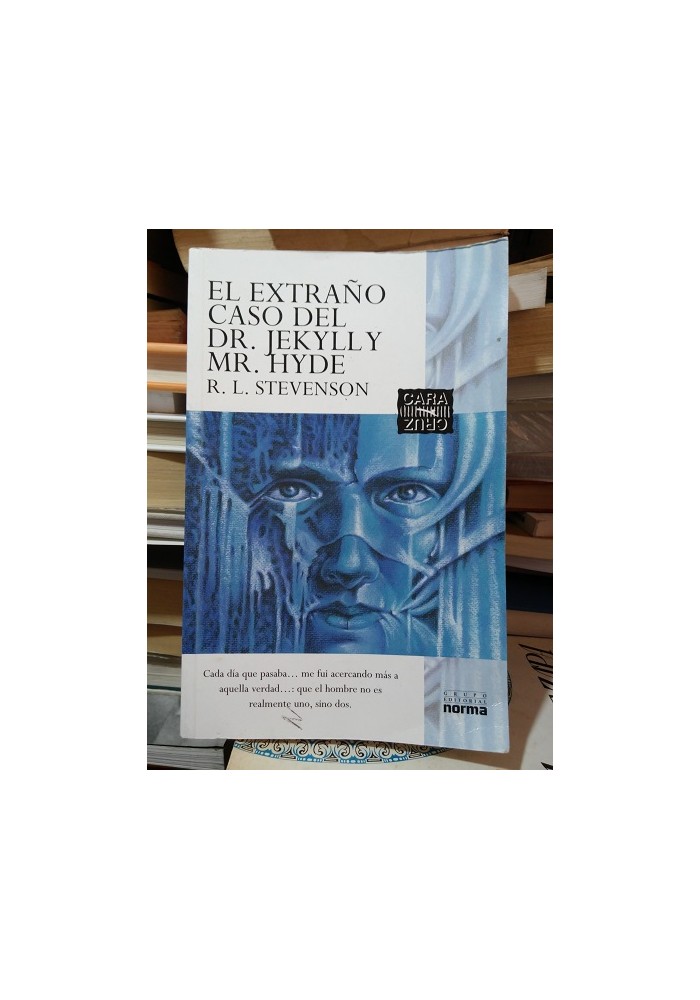 EL EXTRAÑO
CASO DEL
DR. JEKYLL Y
MR. HYDE
R. L. STEVENSON
CARA
CRUZ
Cada día que pasaba… me fui acercando más a
aquella verdad…: que el hombre no es
realmente uno, sino dos.
GRUPO
EDITORIAL
norma